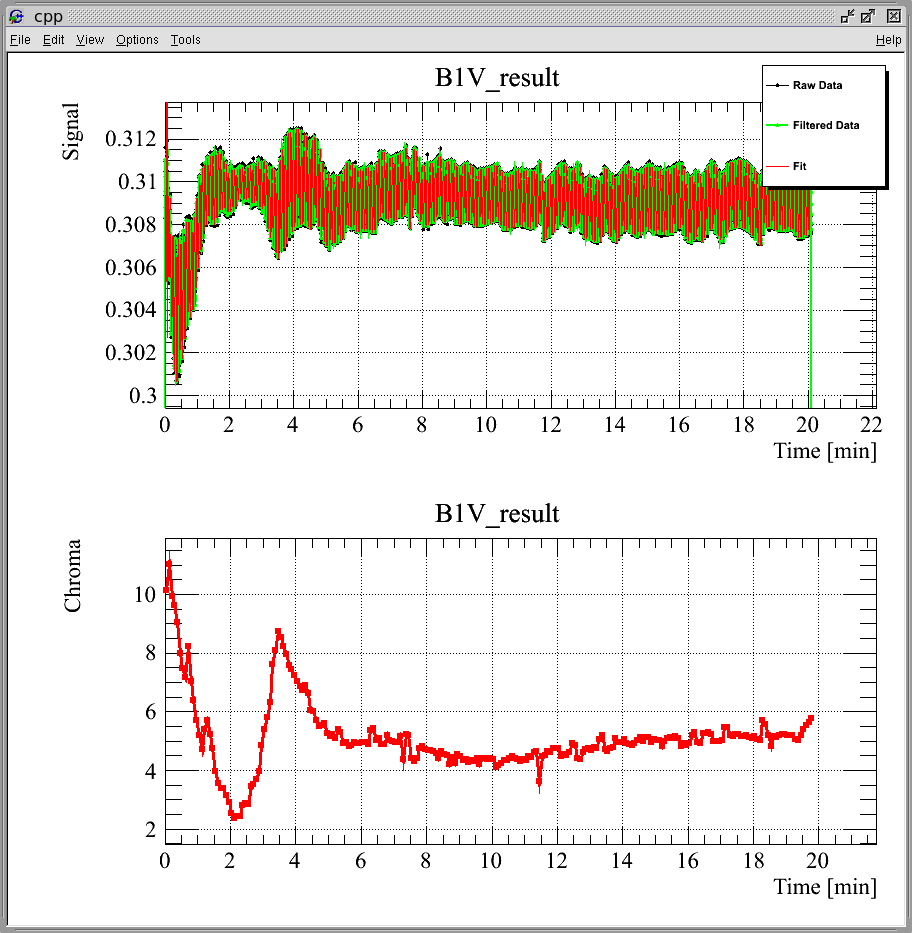 cpp
File Edit View Options Tools Help
B1V_result
Signal
Raw Data
Filtered Data
Fit
0.312
0.31
0.308
0.306
0.304
0.302
0.3
0 2 4 6 8 10 12 14 16 18 20 22
Time [min]
B1V_result
Chroma
10
8
6
4
2
0 2 4 6 8 10 12 14 16 18 20
Time [min]